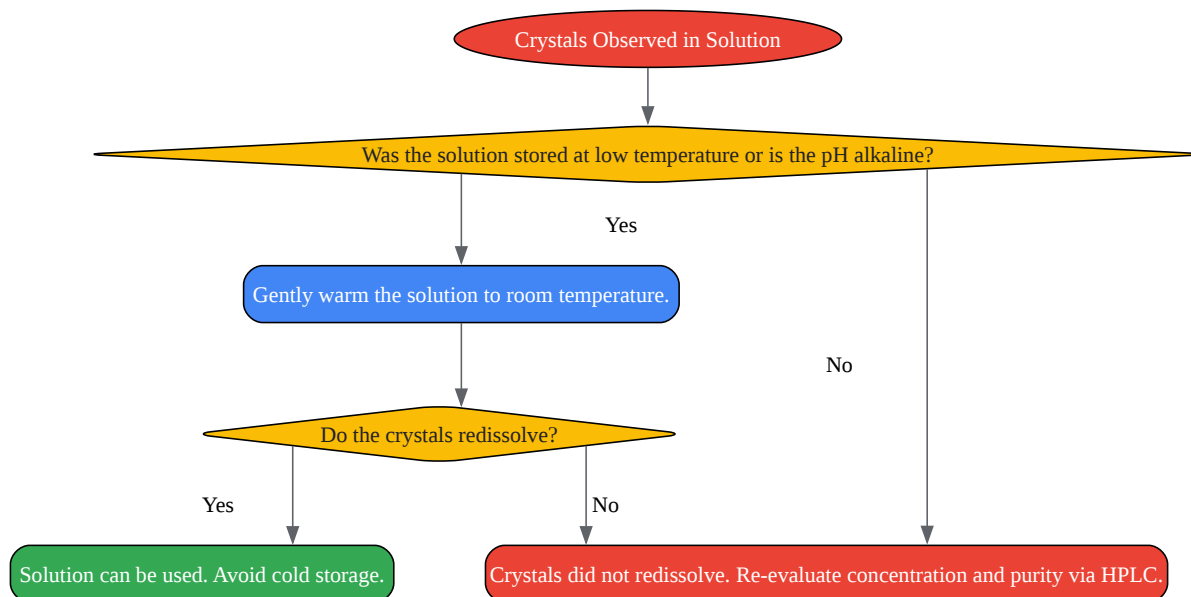 Crystals Observed in Solution
Was the solution stored at low temperature or is the pH alkaline?
Yes
Gently warm the solution to room temperature.
No
Do the crystals redissolve?
Yes
No
Solution can be used. Avoid cold storage.
Crystals did not redissolve. Re-evaluate concentration and purity via HPLC.